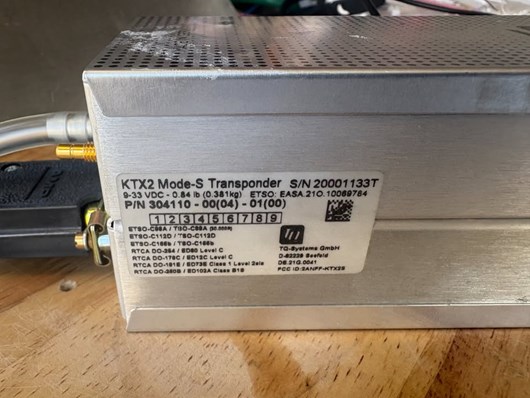 KTX2 Mode-S Transponder S/N 20001133T
9-33 VDC - 0.84 lb (0.381kg) ETSO: EASA.21O.10069764
P/N 304110 -00(04) -01(00)
1 2 3 4 5 6 7 8 9
ETSO-C88A / TSO-C88A
ETSO-C112D / TSO-C112D
ETSO-C166b / TSO-C166b
RTCA DO-254 / ED80 Level C
RTCA DO-178C / ED12C Level C
RTCA DO-181E / ED73E Class 1 Level 2els
RTCA DO-260B / ED102A Class B1S
TQ
TQ-Systems GmbH
D-82229 Seefeld
DE.21G.0041
FCC ID:2ANFF-KTX2S